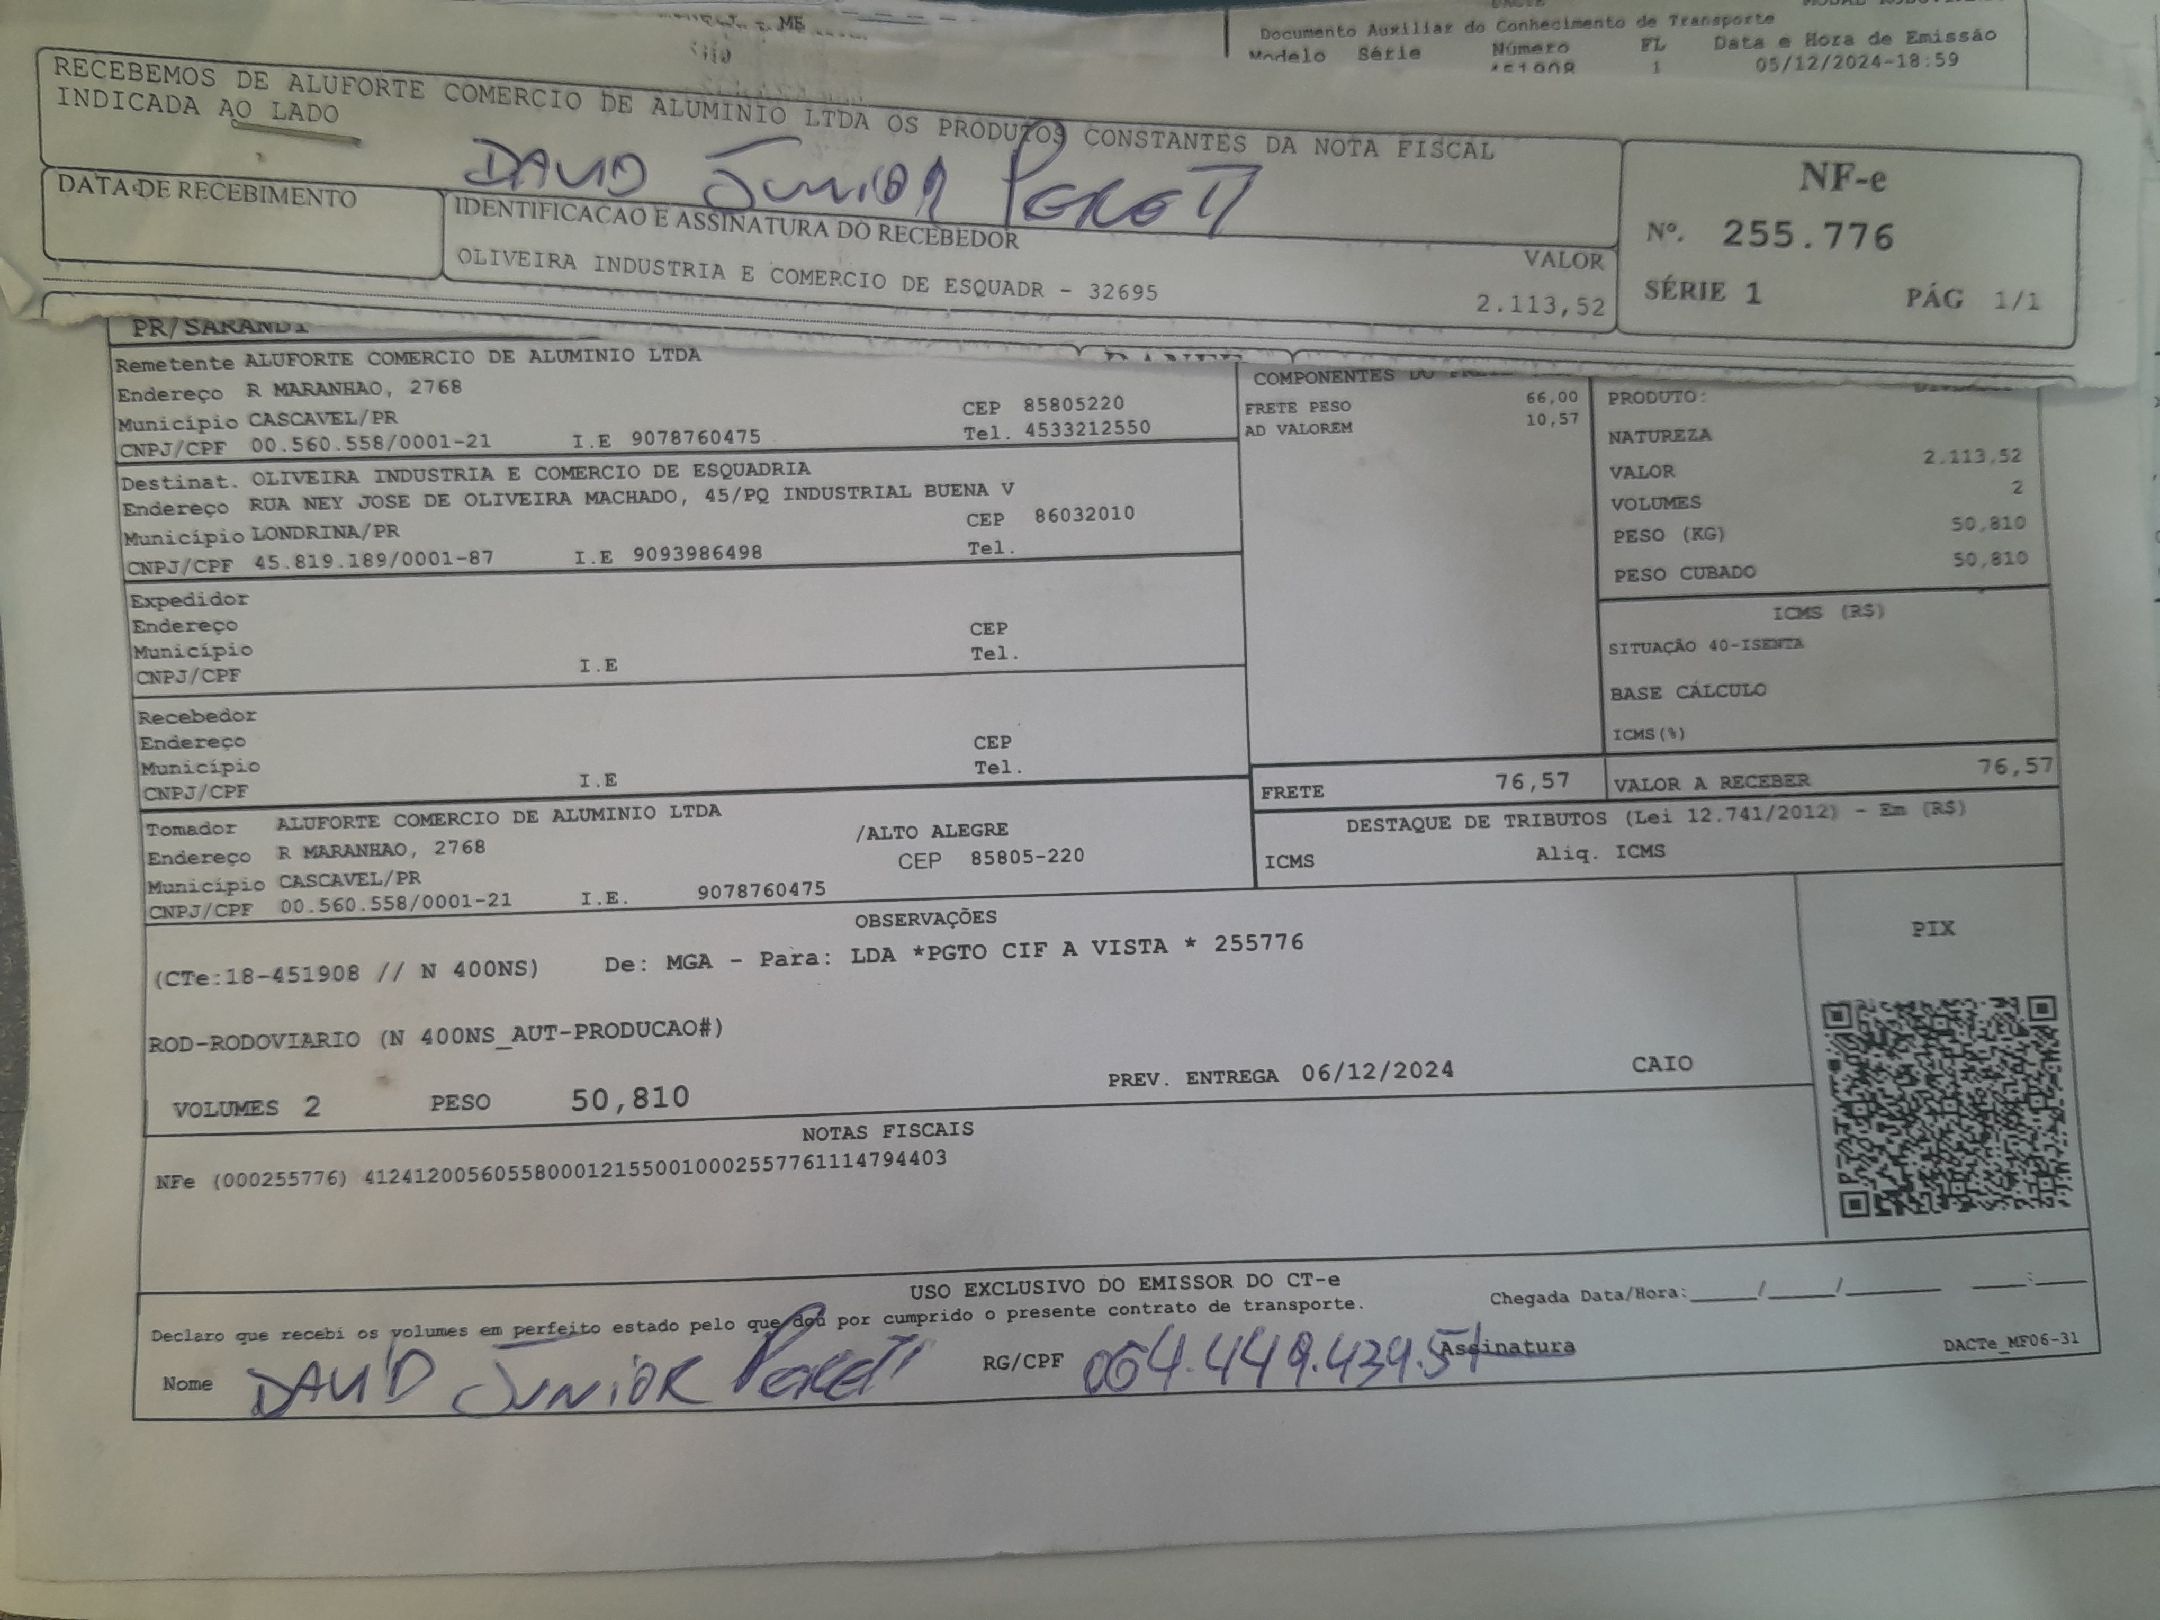 ME
Documento Auxiliar do Conhecimento de Transporte
Modelo Série Número FL Data e Hora de Emissão
451908 1 05/12/2024-18:59
RECEBEMOS DE ALUFORTE COMERCIO DE ALUMINIO LTDA OS PRODUTOS CONSTANTES DA NOTA FISCAL
INDICADA AO LADO
DAVID JUNIOR PERETI
DATA DE RECEBIMENTO
IDENTIFICACAO E ASSINATURA DO RECEBEDOR
OLIVEIRA INDUSTRIA E COMERCIO DE ESQUADR - 32695
VALOR
2.113,52
NF-e
Nº. 255.776
SÉRIE 1 PÁG 1/1
PR/SARANDI
Remetente ALUFORTE COMERCIO DE ALUMINIO LTDA
Endereço R MARANHAO, 2768
Município CASCAVEL/PR CEP 85805220
CNPJ/CPF 00.560.558/0001-21 I.E 9078760475 Tel. 4533212550
Destinat. OLIVEIRA INDUSTRIA E COMERCIO DE ESQUADRIA
Endereço RUA NEY JOSE DE OLIVEIRA MACHADO, 45/PQ INDUSTRIAL BUENA V
Município LONDRINA/PR CEP 86032010
CNPJ/CPF 45.819.189/0001-87 I.E 9093986498 Tel.
Expedidor
Endereço
Município CEP
CNPJ/CPF I.E Tel.
Recebedor
Endereço
Município CEP
CNPJ/CPF I.E Tel.
Tomador ALUFORTE COMERCIO DE ALUMINIO LTDA
Endereço R MARANHAO, 2768 /ALTO ALEGRE
Município CASCAVEL/PR CEP 85805-220
CNPJ/CPF 00.560.558/0001-21 I.E. 9078760475
COMPONENTES DO
FRETE PESO 66,00
AD VALOREM 10,57
FRETE 76,57
PRODUTO:
NATUREZA
VALOR 2.113,52
VOLUMES 2
PESO (KG) 50,810
PESO CUBADO 50,810
ICMS (R$)
SITUAÇÃO 40-ISENTA
BASE CÁLCULO
ICMS(%)
VALOR A RECEBER 76,57
DESTAQUE DE TRIBUTOS (Lei 12.741/2012) - Em (R$)
ICMS Aliq. ICMS
OBSERVAÇÕES
(CTe:18-451908 // N 400NS) De: MGA - Para: LDA *PGTO CIF A VISTA * 255776
ROD-RODOVIARIO (N 400NS_AUT-PRODUCAO#)
VOLUMES 2 PESO 50,810 PREV. ENTREGA 06/12/2024 CAIO
PIX
NOTAS FISCAIS
NFe (000255776) 41241200560558000121550010002557761114794403
USO EXCLUSIVO DO EMISSOR DO CT-e
Declaro que recebi os volumes em perfeito estado pelo que dou por cumprido o presente contrato de transporte.
Chegada Data/Hora:_____/_____/_______ ____:____
Nome DAVID JUNIOR PERETI RG/CPF 064.449.439.51 Assinatura
DACTe_MF06-31